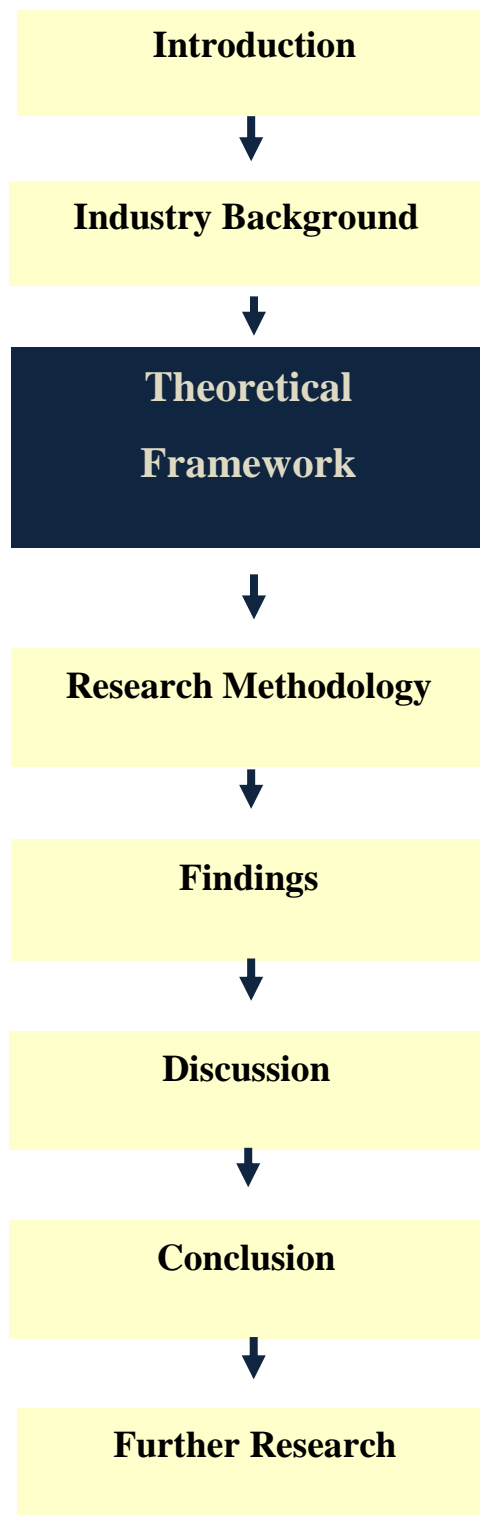 Introduction
Industry Background
Theoretical
Framework
Research Methodology
Findings
Discussion
Conclusion
Further Research